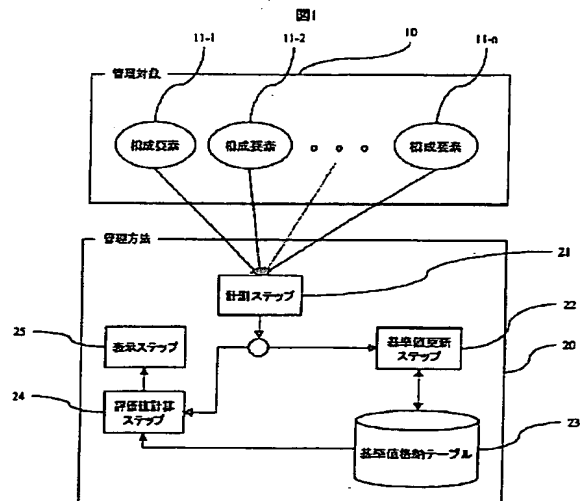 図1
11-1
11-2
10
11-n
管理対象
構成要素
構成要素
構成要素
管理方法
21
計測ステップ
25
表示ステップ
基準値更新
ステップ
22
20
24
評価値計算
ステップ
基準値格納テーブル
23